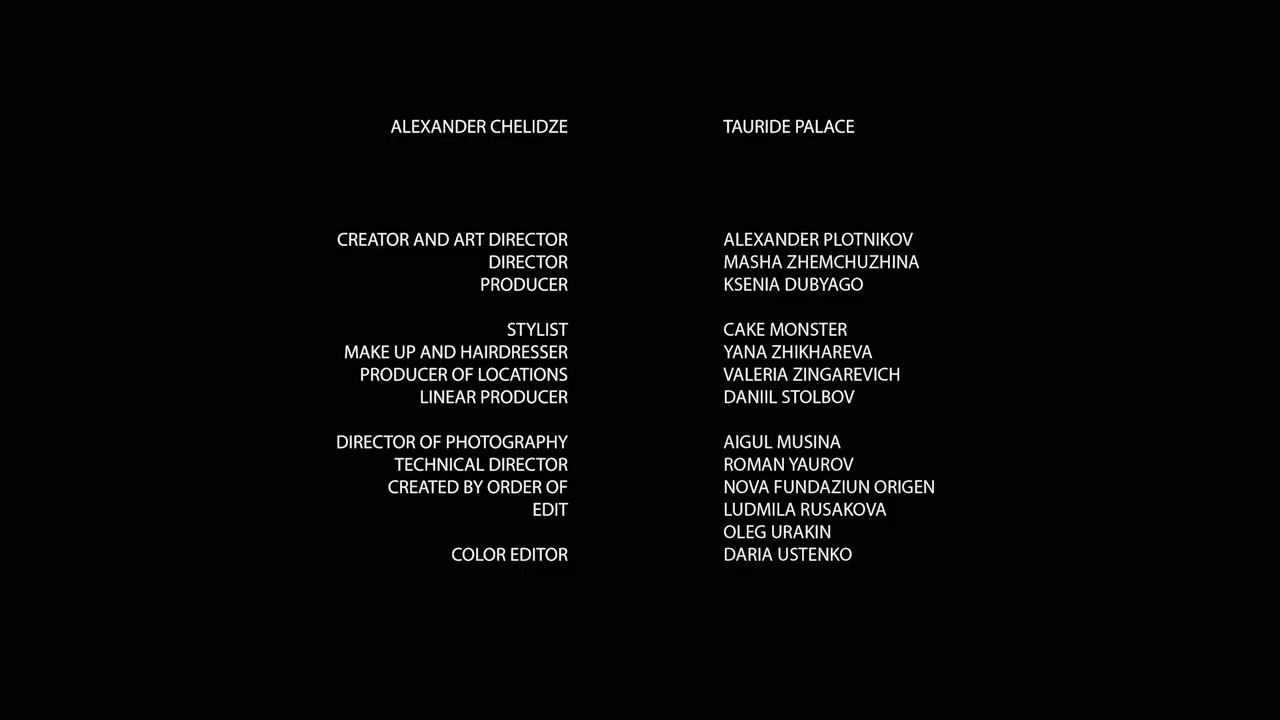 ALEXANDER CHELIDZE TAURIDE PALACE
CREATOR AND ART DIRECTOR ALEXANDER PLOTNIKOV
DIRECTOR MASHA ZHEMCHUZHINA
PRODUCER KSENIA DUBYAGO
STYLIST CAKE MONSTER
MAKE UP AND HAIRDRESSER YANA ZHIKHAREVA
PRODUCER OF LOCATIONS VALERIA ZINGAREVICH
LINEAR PRODUCER DANIIL STOLBOV
DIRECTOR OF PHOTOGRAPHY AIGUL MUSINA
TECHNICAL DIRECTOR ROMAN YAUROV
CREATED BY ORDER OF NOVA FUNDAZIUN ORIGEN
EDIT LUDMILA RUSAKOVA
OLEG URAKIN
COLOR EDITOR DARIA USTENKO